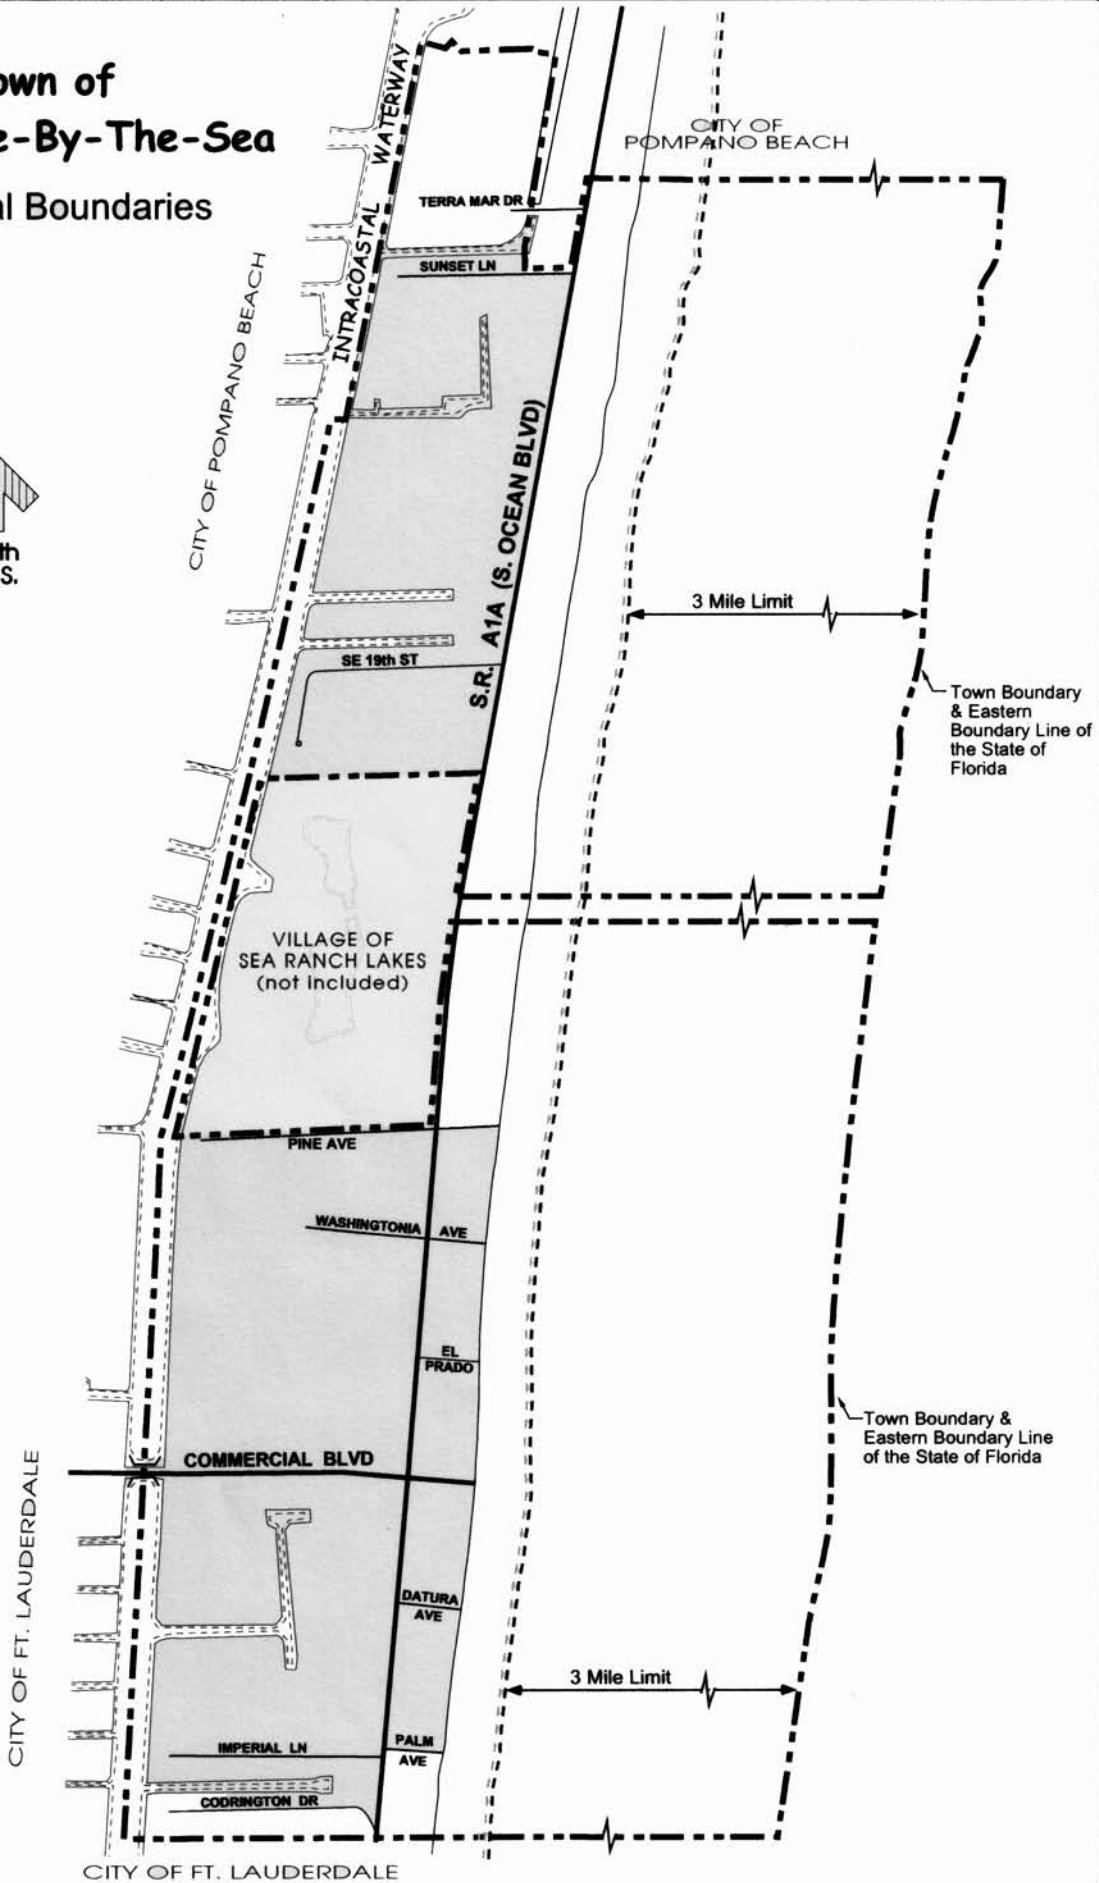 own of
e-By-The-Sea
al Boundaries
CITY OF
POMPANO BEACH
INTRACOASTAL WATERWAY
TERRA MAR DR
SUNSET LN
CITY OF POMPANO BEACH
th
S.
S.R. A1A (S. OCEAN BLVD)
3 Mile Limit
SE 19th ST
Town Boundary
& Eastern
Boundary Line of
the State of
Florida
VILLAGE OF
SEA RANCH LAKES
(not included)
PINE AVE
WASHINGTONIA AVE
EL
PRADO
Town Boundary &
Eastern Boundary Line
of the State of Florida
COMMERCIAL BLVD
CITY OF FT. LAUDERDALE
DATURA
AVE
3 Mile Limit
PALM
AVE
IMPERIAL LN
CODRINGTON DR
CITY OF FT. LAUDERDALE